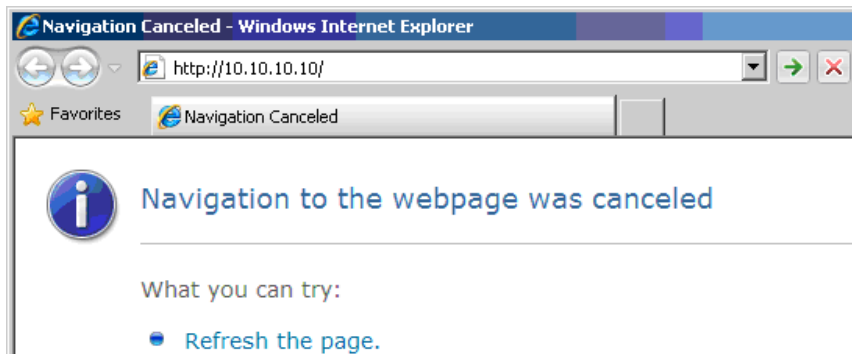 Navigation Canceled - Windows Internet Explorer
http://10.10.10.10/
Favorites
Navigation Canceled
Navigation to the webpage was canceled
What you can try:
Refresh the page.